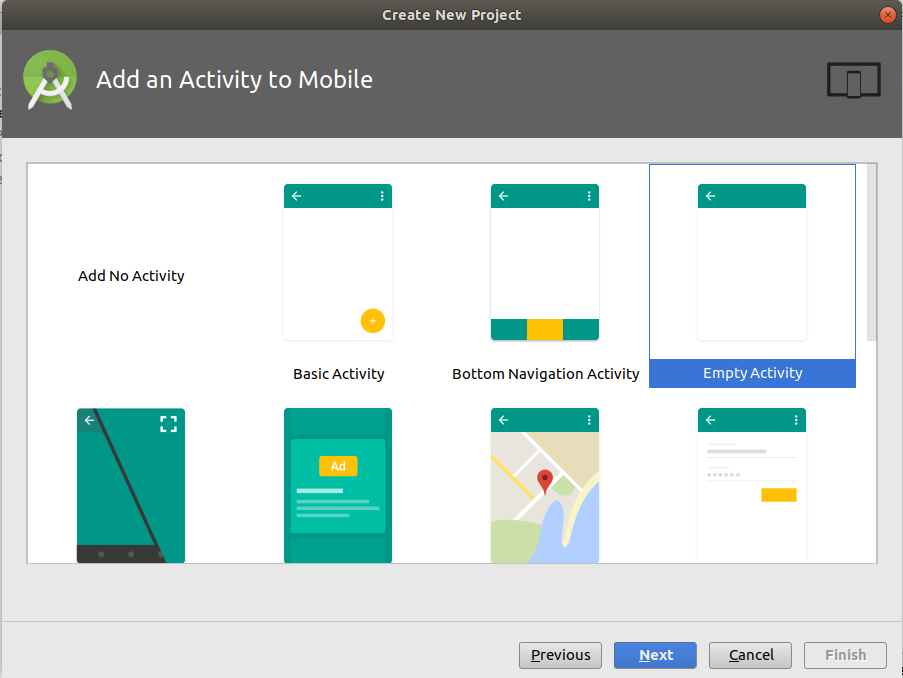 Create New Project
Add an Activity to Mobile
Add No Activity
Basic Activity
Bottom Navigation Activity
Empty Activity
Ad
Previous
Next
Cancel
Finish